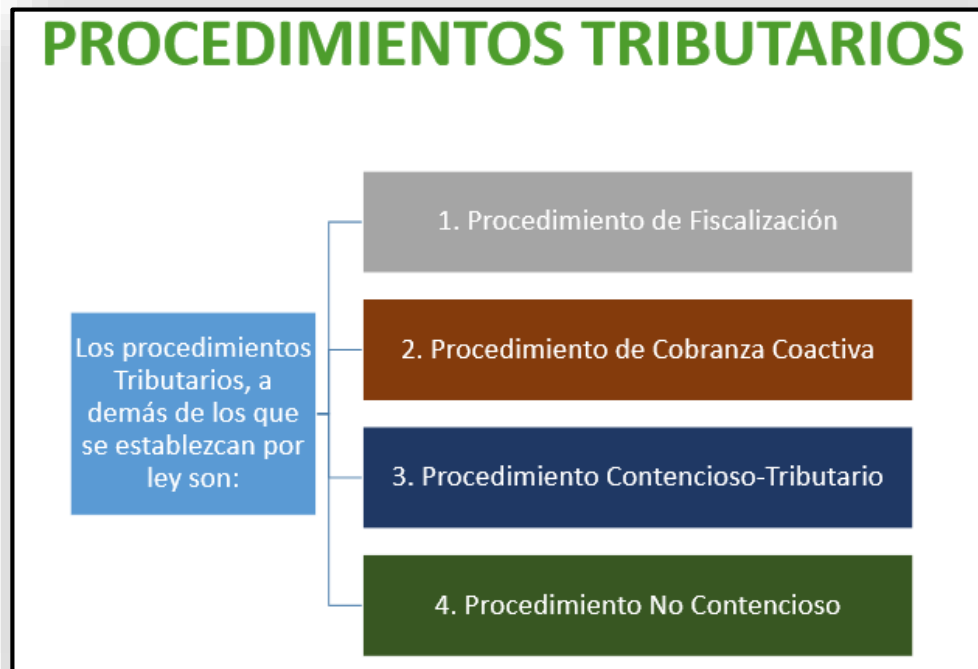 PROCEDIMIENTOS TRIBUTARIOS
1. Procedimiento de Fiscalización
Los procedimientos
Tributarios, a
demás de los que
se establezcan por
ley son:
2. Procedimiento de Cobranza Coactiva
3. Procedimiento Contencioso-Tributario
4. Procedimiento No Contencioso